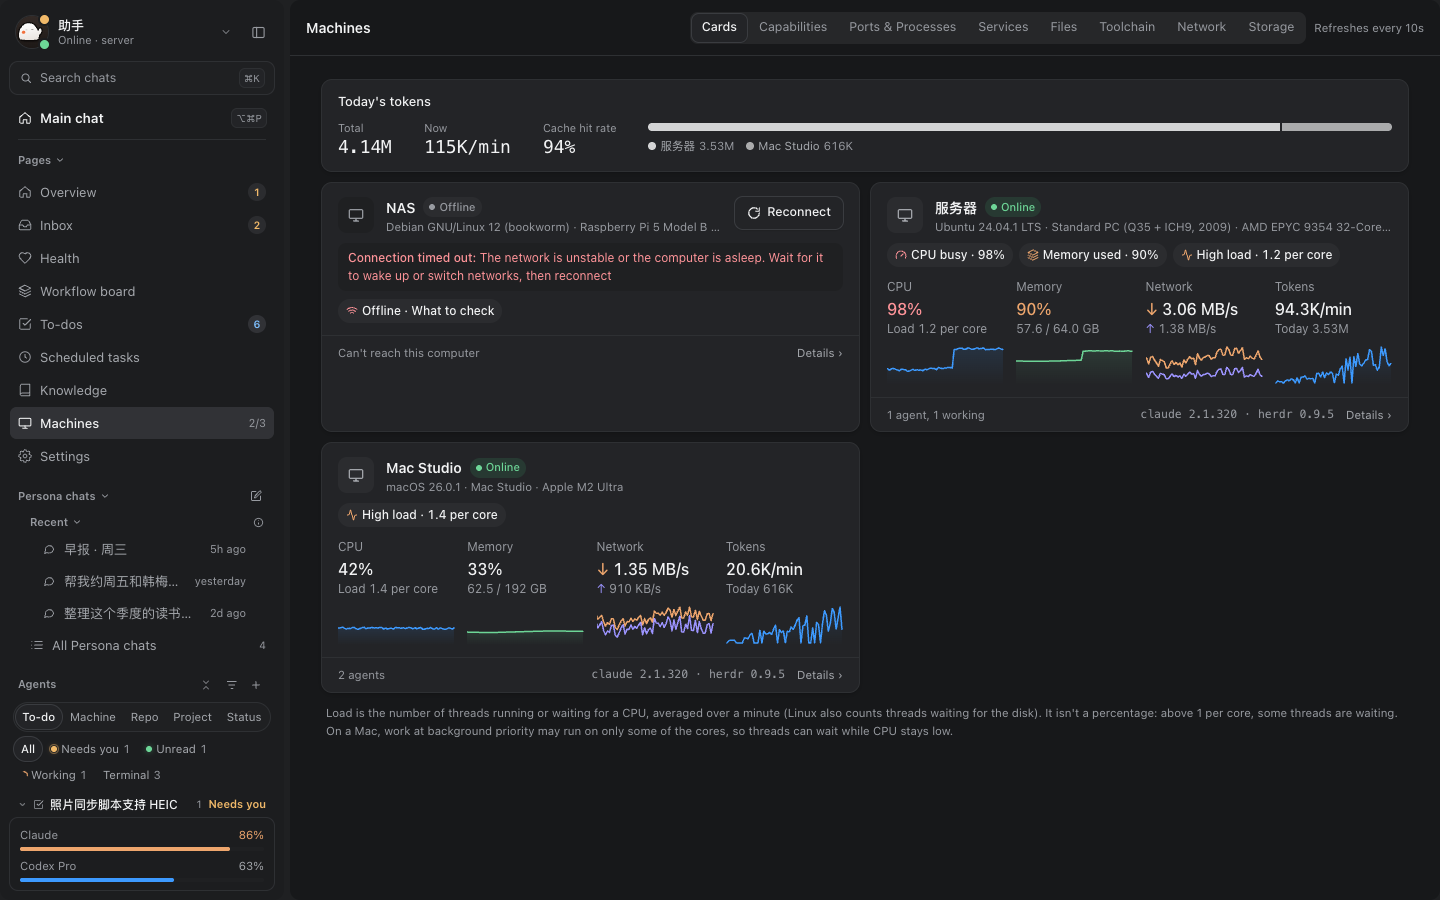 助手
Online · server
Search chats ⌘K
Main chat ⌥⌘P
Pages
Overview 1
Inbox 2
Health
Workflow board
To-dos 6
Scheduled tasks
Knowledge
Machines 2/3
Settings
Persona chats
Recent
早报 · 周三 5h ago
帮我约周五和韩梅... yesterday
整理这个季度的读书... 2d ago
All Persona chats 4
Agents
To-do Machine Repo Project Status
All Needs you 1 Unread 1
Working 1 Terminal 3
照片同步脚本支持 HEIC 1 Needs you
Claude 86%
Codex Pro 63%
Machines
Cards Capabilities Ports & Processes Services Files Toolchain Network Storage Refreshes every 10s
Today's tokens
Total Now Cache hit rate
4.14M 115K/min 94%
服务器 3.53M Mac Studio 616K
NAS Offline
Debian GNU/Linux 12 (bookworm) · Raspberry Pi 5 Model B ...
Reconnect
Connection timed out: The network is unstable or the computer is asleep. Wait for it
to wake up or switch networks, then reconnect
Offline · What to check
Can't reach this computer Details ›
服务器 Online
Ubuntu 24.04.1 LTS · Standard PC (Q35 + ICH9, 2009) · AMD EPYC 9354 32-Core...
CPU busy · 98% Memory used · 90% High load · 1.2 per core
CPU Memory Network Tokens
98% 90% ↓ 3.06 MB/s 94.3K/min
Load 1.2 per core 57.6 / 64.0 GB ↑ 1.38 MB/s Today 3.53M
1 agent, 1 working claude 2.1.320 · herdr 0.9.5 Details ›
Mac Studio Online
macOS 26.0.1 · Mac Studio · Apple M2 Ultra
High load · 1.4 per core
CPU Memory Network Tokens
42% 33% ↓ 1.35 MB/s 20.6K/min
Load 1.4 per core 62.5 / 192 GB ↑ 910 KB/s Today 616K
2 agents claude 2.1.320 · herdr 0.9.5 Details ›
Load is the number of threads running or waiting for a CPU, averaged over a minute (Linux also counts threads waiting for the disk). It isn't a percentage: above 1 per core, some threads are waiting.
On a Mac, work at background priority may run on only some of the cores, so threads can wait while CPU stays low.